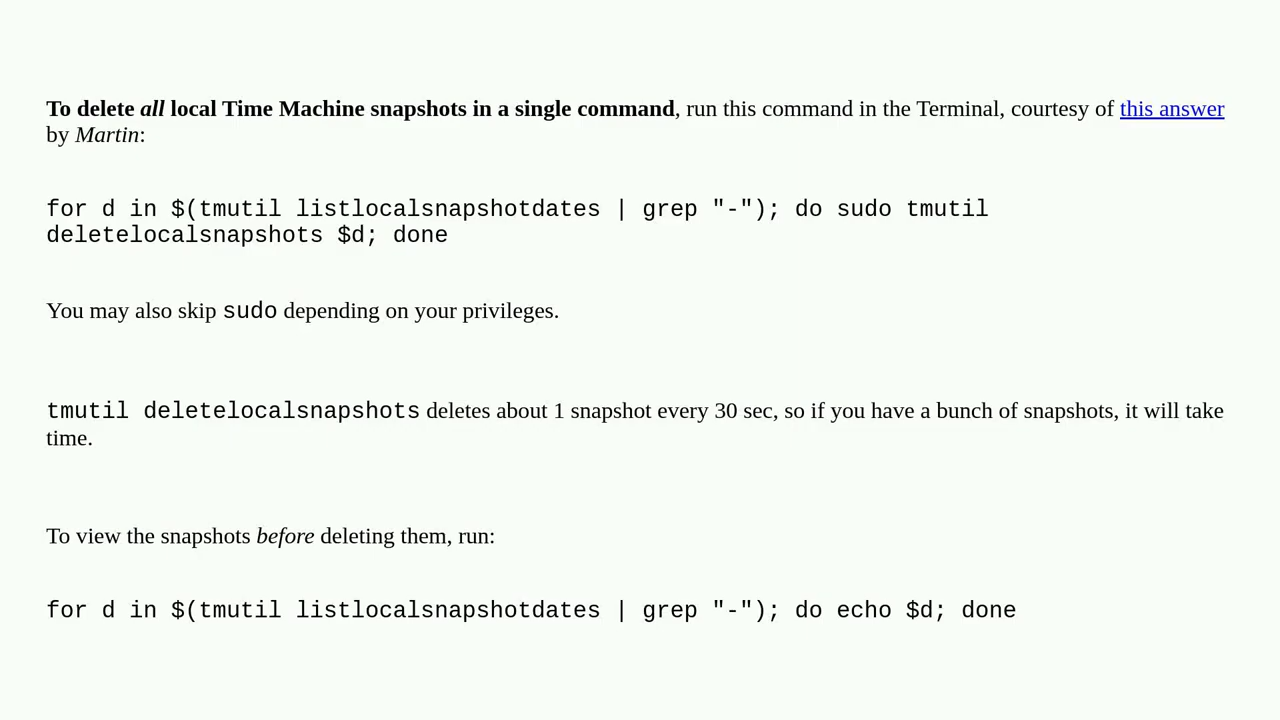 To delete all local Time Machine snapshots in a single command, run this command in the Terminal, courtesy of this answer
by Martin:
for d in $(tmutil listlocalsnapshotdates | grep "-"); do sudo tmutil
deletelocalsnapshots $d; done
You may also skip sudo depending on your privileges.
tmutil deletelocalsnapshots deletes about 1 snapshot every 30 sec, so if you have a bunch of snapshots, it will take
time.
To view the snapshots before deleting them, run:
for d in $(tmutil listlocalsnapshotdates | grep "-"); do echo $d; done